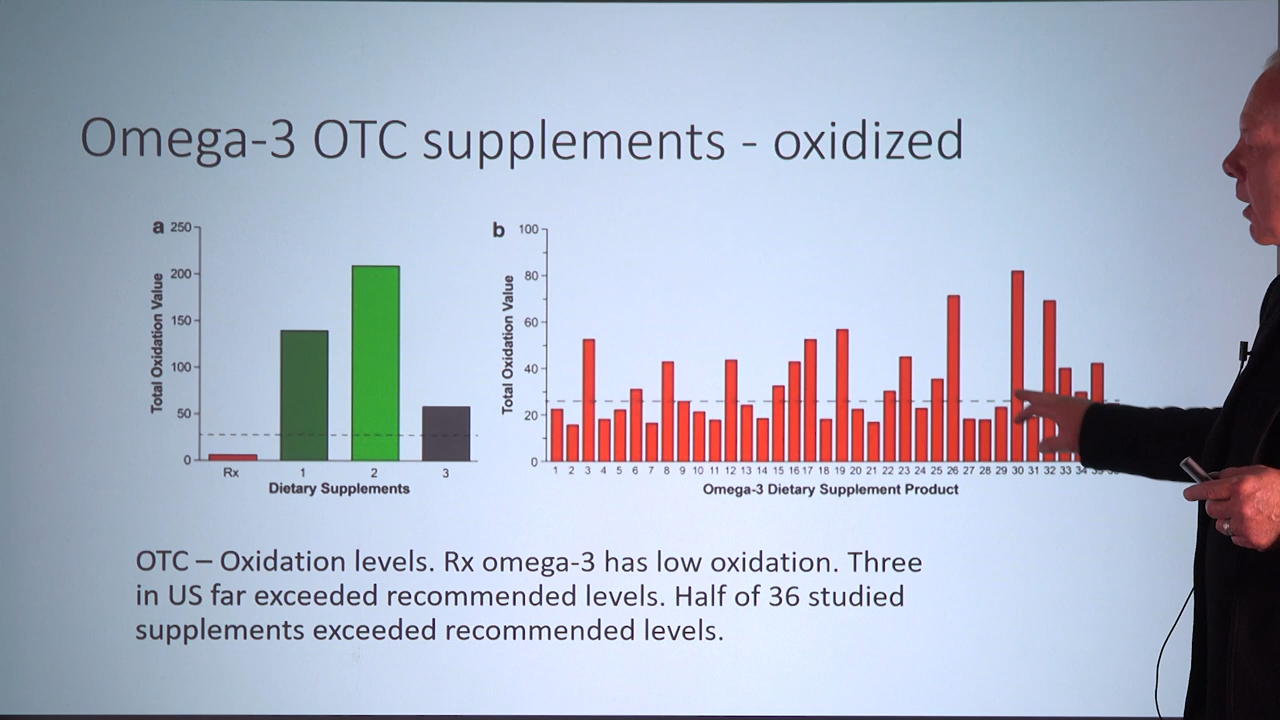 Omega-3 OTC supplements - oxidized
a
250
200
150
100
50
0
Total Oxidation Value
Rx 1 2 3
Dietary Supplements
b
100
80
60
40
20
0
Total Oxidation Value
1 2 3 4 5 6 7 8 9 10 11 12 13 14 15 16 17 18 19 20 21 22 23 24 25 26 27 28 29 30 31 32 33 34 35
Omega-3 Dietary Supplement Product
OTC – Oxidation levels. Rx omega-3 has low oxidation. Three
in US far exceeded recommended levels. Half of 36 studied
supplements exceeded recommended levels.